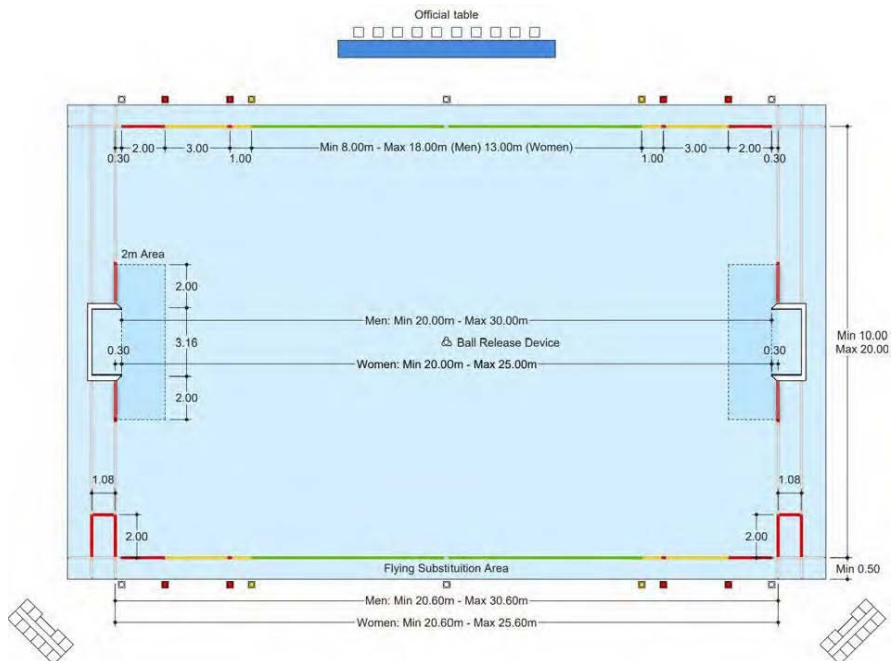 Official table
0.30 2.00 3.00 1.00 Min 8.00m - Max 18.00m (Men) 13.00m (Women) 1.00 3.00 2.00 0.30
2m Area
2.00
Men: Min 20.00m - Max 30.00m
3.16 Ball Release Device Min 10.00
Max 20.00
0.30 Women: Min 20.00m - Max 25.00m 0.30
2.00
1.08 1.08
2.00 2.00
Flying Substituition Area Min 0.50
Men: Min 20.60m - Max 30.60m
Women: Min 20.60m - Max 25.60m